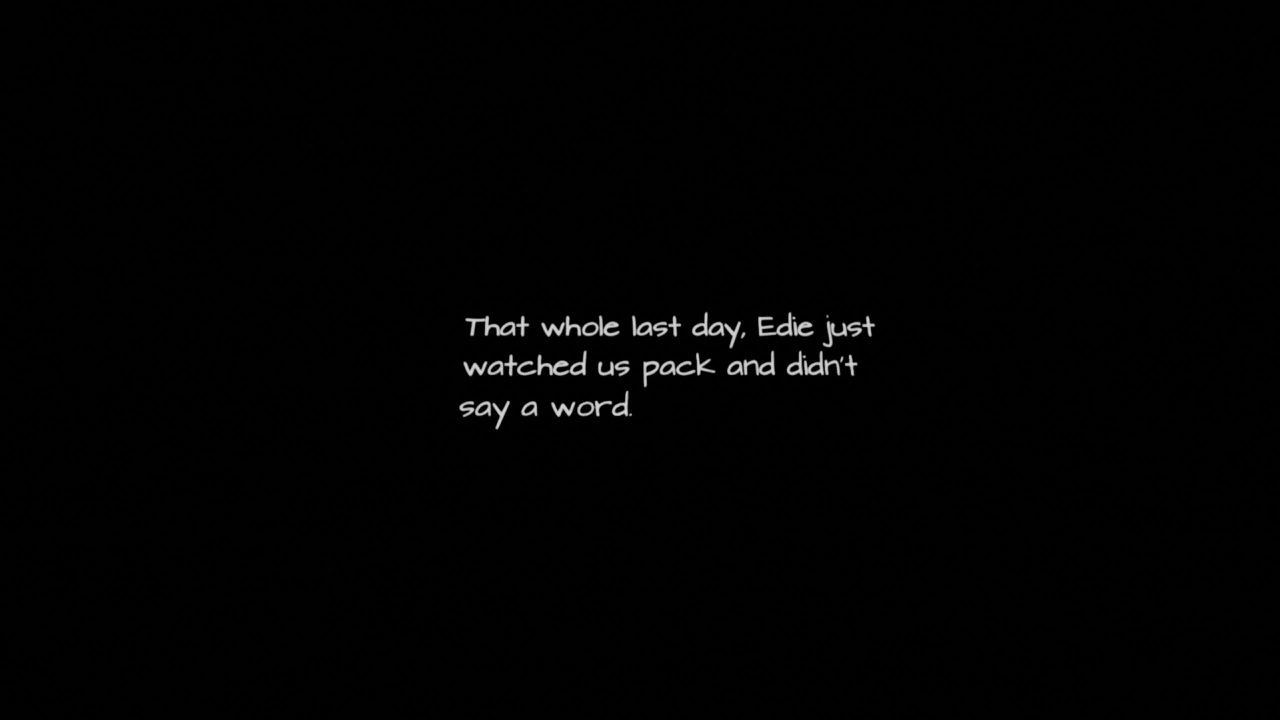 That whole last day, Edie just
watched us pack and didn't
say a word.